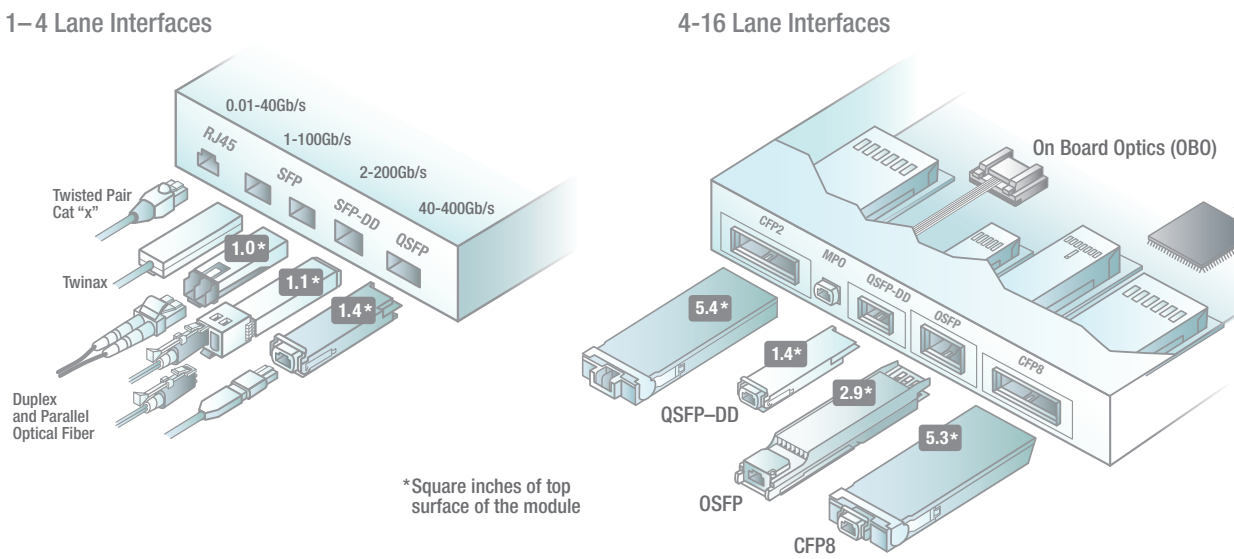 1–4 Lane Interfaces
0.01-40Gb/s
RJ45
1-100Gb/s
SFP
2-200Gb/s
SFP-DD
40-400Gb/s
QSFP
Twisted Pair
Cat “x”
1.0*
Twinax
1.1*
1.4*
Duplex
and Parallel
Optical Fiber
*Square inches of top
surface of the module
4-16 Lane Interfaces
On Board Optics (OBO)
CFP2
MPO
QSFP-DD
OSFP
CFP8
5.4*
1.4*
QSFP–DD
2.9*
OSFP
5.3*
CFP8